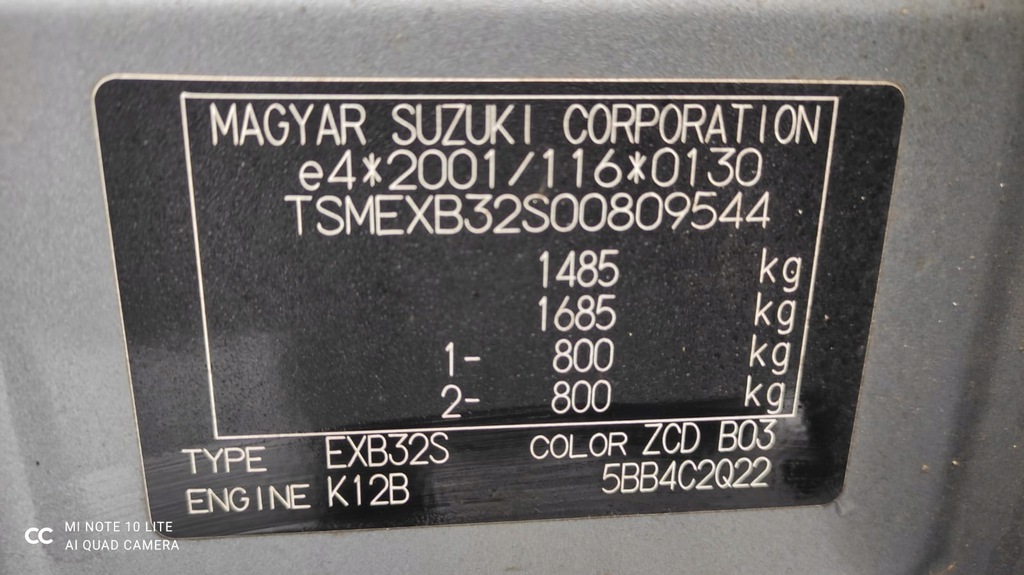 MAGYAR SUZUKI CORPORATION
e4*2001/116*0130
TSMEXB32S00809544
1485 kg
1685 kg
1- 800 kg
2- 800 kg
TYPE EXB32S COLOR ZCD B03
ENGINE K12B 5BB4C2Q22
MI NOTE 10 LITE
AI QUAD CAMERA